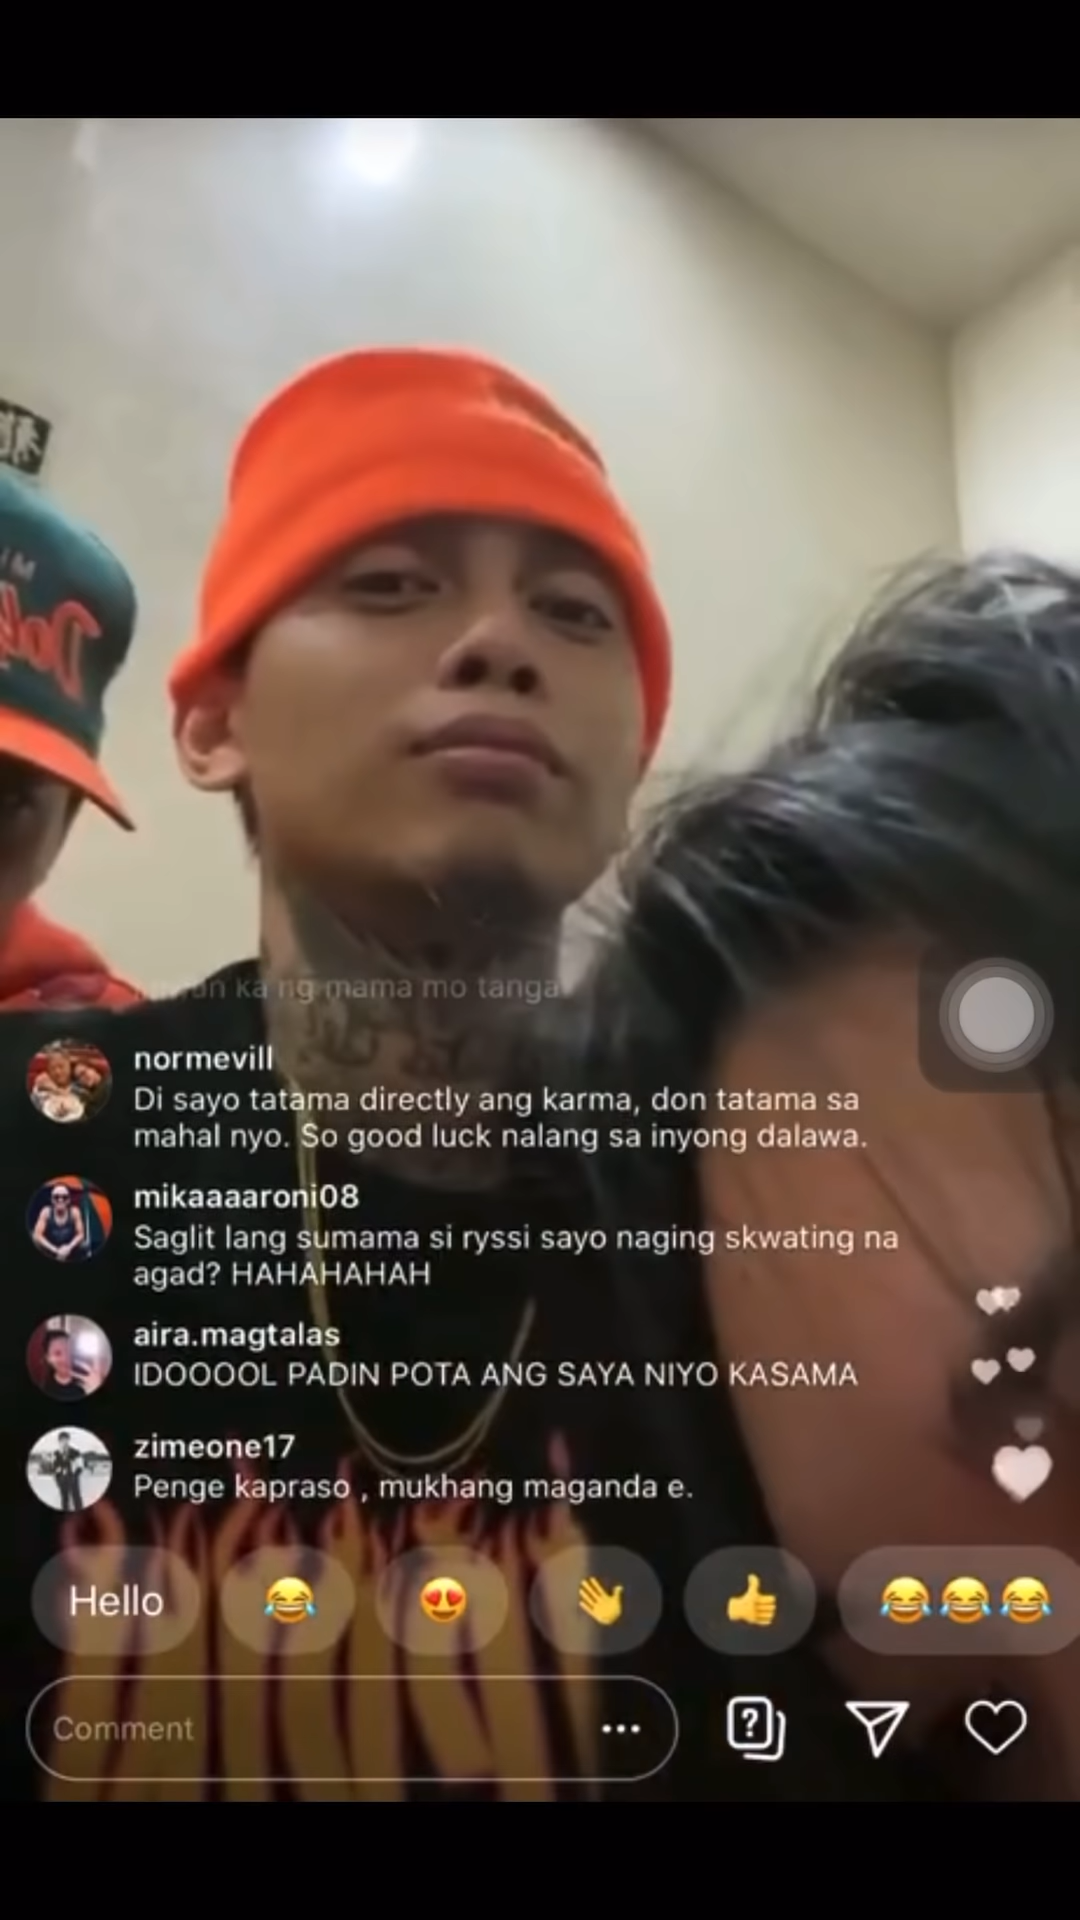 ka ng mama mo tanga
normevill
Di sayo tatama directly ang karma, don tatama sa
mahal nyo. So good luck nalang sa inyong dalawa.
mikaaaaroni08
Saglit lang sumama si ryssi sayo naging skwating na
agad? HAHAHAHAH
aira.magtalas
IDOOOOL PADIN POTA ANG SAYA NIYO KASAMA
zimeone17
Penge kapraso , mukhang maganda e.
Hello 😂 😍 👋 👍 😂😂😂
Comment